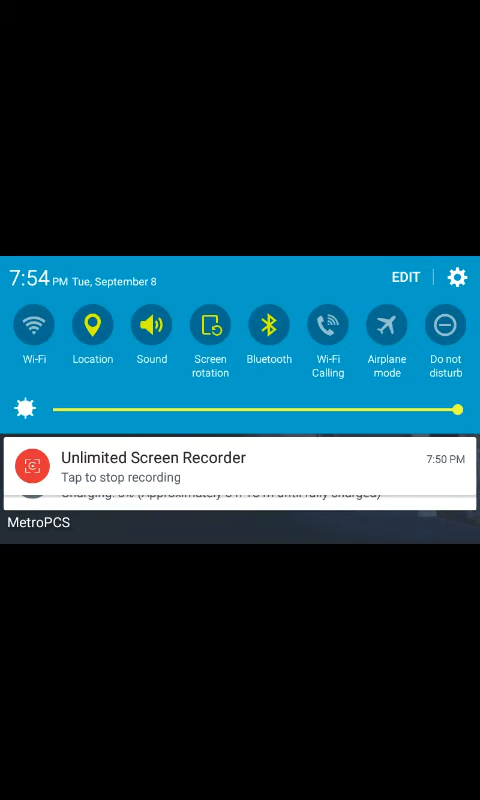 7:54 PM Tue, September 8
EDIT
Wi-Fi
Location
Sound
Screen rotation
Bluetooth
Wi-Fi Calling
Airplane mode
Do not disturb
Unlimited Screen Recorder
7:50 PM
Tap to stop recording
MetroPCS